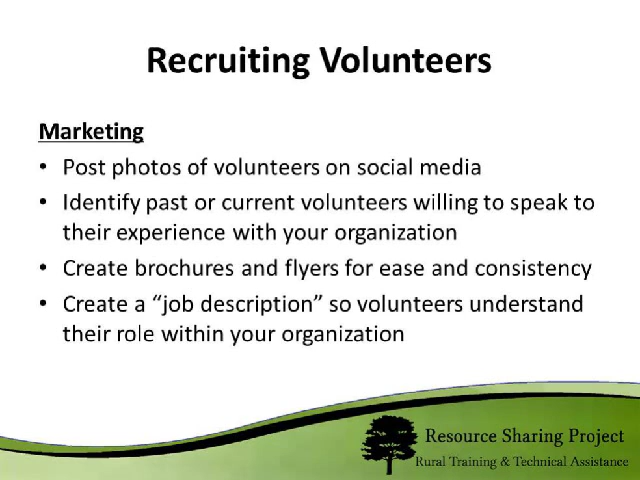 Recruiting Volunteers
Marketing
• Post photos of volunteers on social media
• Identify past or current volunteers willing to speak to
their experience with your organization
• Create brochures and flyers for ease and consistency
• Create a “job description” so volunteers understand
their role within your organization
Resource Sharing Project
Rural Training & Technical Assistance